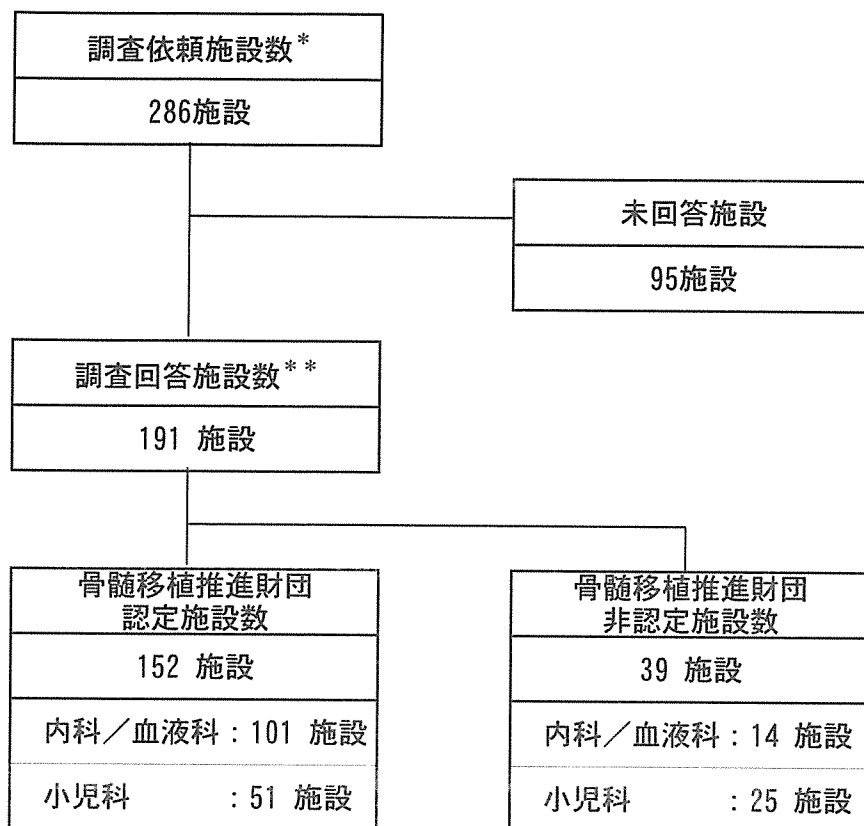 調査依頼施設数*
286施設
未回答施設
95施設
調査回答施設数**
191 施設
骨髄移植推進財団
認定施設数
152 施設
内科／血液科：101 施設
小児科　　　：51 施設
骨髄移植推進財団
非認定施設数
39 施設
内科／血液科：14 施設
小児科　　　：25 施設